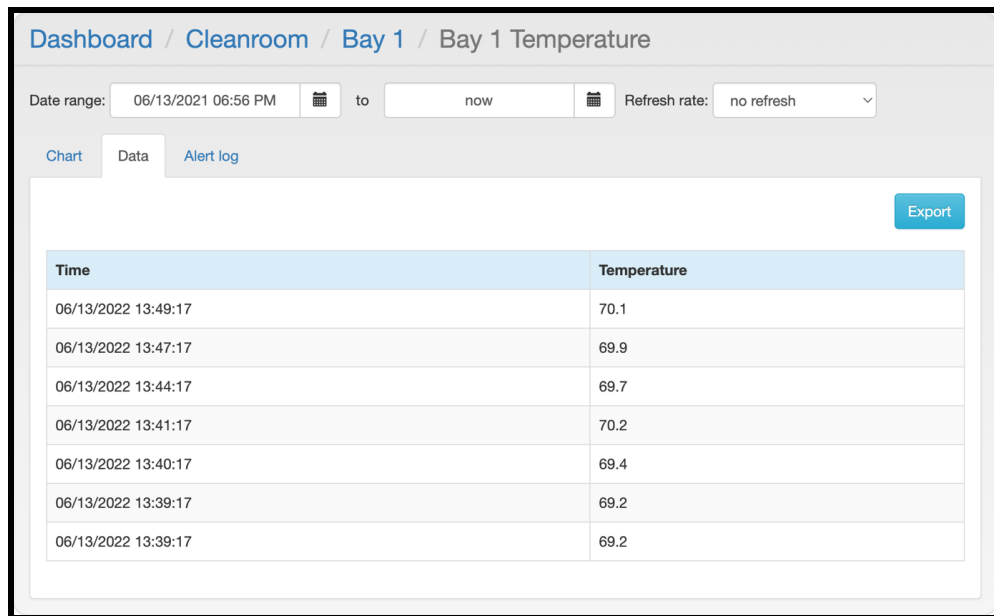 Dashboard / Cleanroom / Bay 1 / Bay 1 Temperature
Date range: 06/13/2021 06:56 PM to now Refresh rate: no refresh
Chart Data Alert log
Export
Time Temperature
06/13/2022 13:49:17 70.1
06/13/2022 13:47:17 69.9
06/13/2022 13:44:17 69.7
06/13/2022 13:41:17 70.2
06/13/2022 13:40:17 69.4
06/13/2022 13:39:17 69.2
06/13/2022 13:39:17 69.2